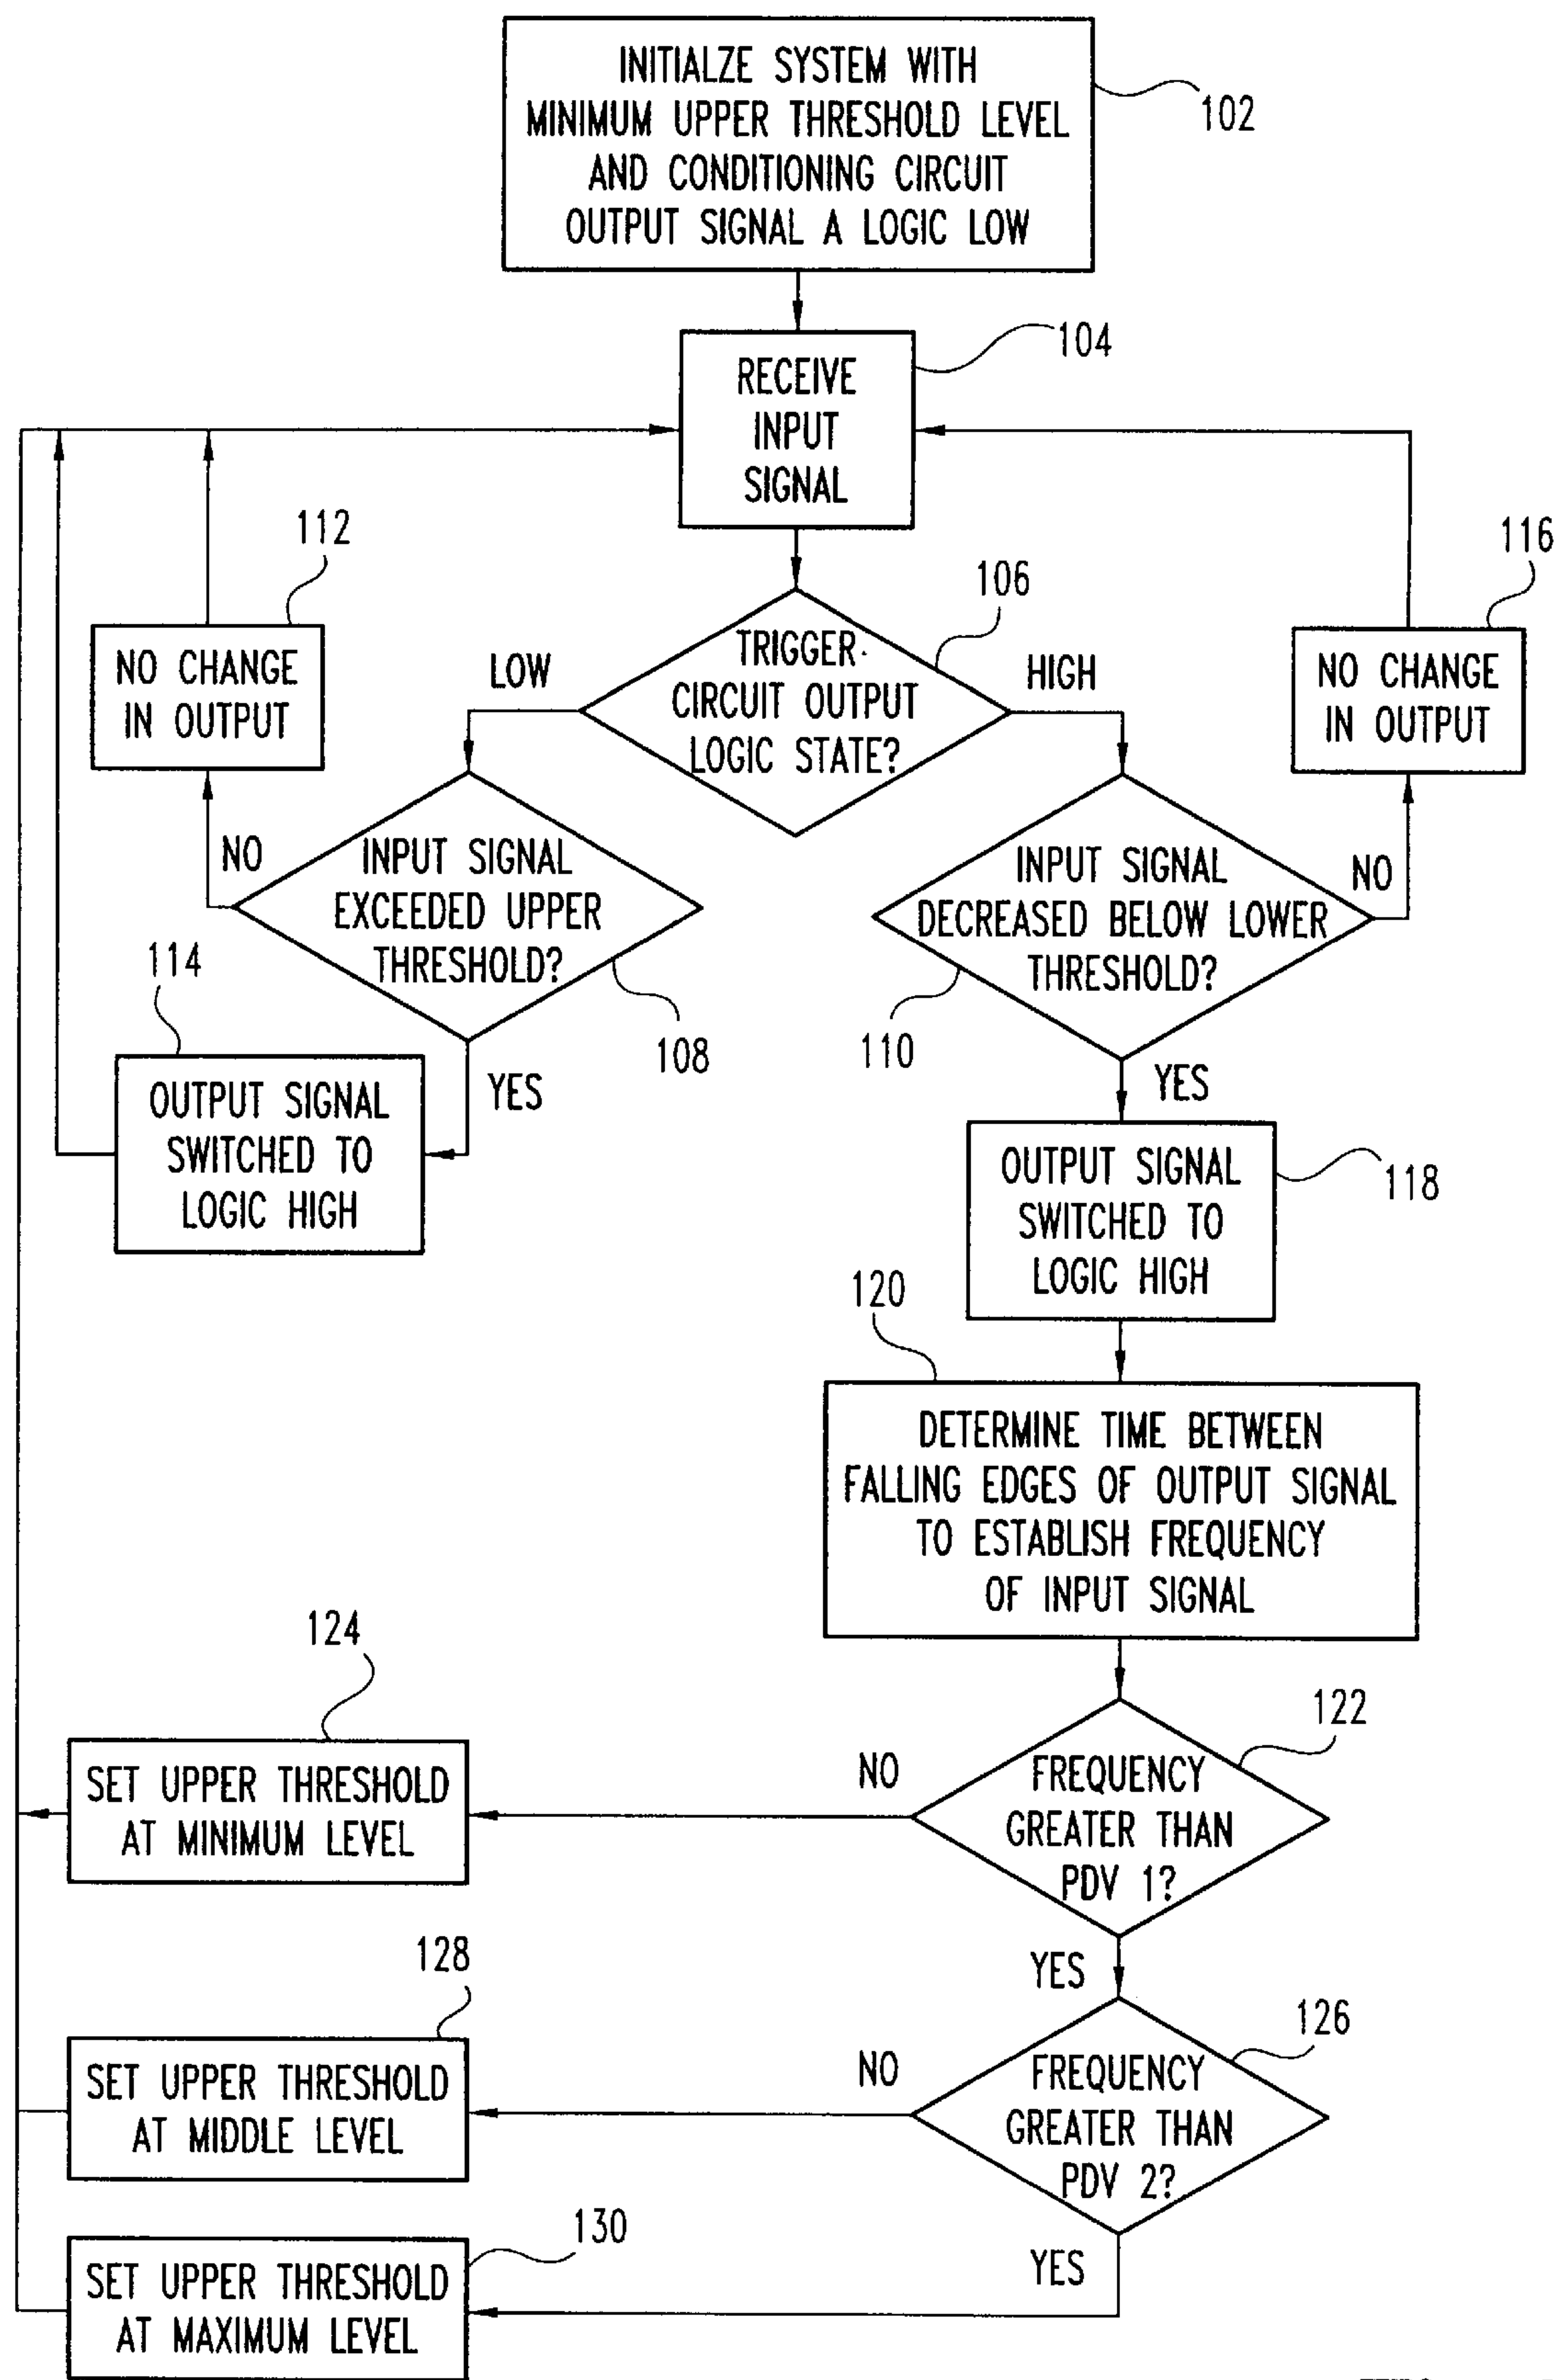 INITIALZE SYSTEM WITH
MINIMUM UPPER THRESHOLD LEVEL
AND CONDITIONING CIRCUIT
OUTPUT SIGNAL A LOGIC LOW
102
RECEIVE
INPUT
SIGNAL
104
112
NO CHANGE
IN OUTPUT
116
NO CHANGE
IN OUTPUT
106
TRIGGER
CIRCUIT OUTPUT
LOGIC STATE?
LOW
HIGH
NO
INPUT SIGNAL
EXCEEDED UPPER
THRESHOLD?
108
YES
INPUT SIGNAL
DECREASED BELOW LOWER
THRESHOLD?
NO
110
YES
114
OUTPUT SIGNAL
SWITCHED TO
LOGIC HIGH
OUTPUT SIGNAL
SWITCHED TO
LOGIC HIGH
118
120
DETERMINE TIME BETWEEN
FALLING EDGES OF OUTPUT SIGNAL
TO ESTABLISH FREQUENCY
OF INPUT SIGNAL
122
FREQUENCY
GREATER THAN
PDV 1?
NO
YES
124
SET UPPER THRESHOLD
AT MINIMUM LEVEL
126
FREQUENCY
GREATER THAN
PDV 2?
NO
YES
128
SET UPPER THRESHOLD
AT MIDDLE LEVEL
130
SET UPPER THRESHOLD
AT MAXIMUM LEVEL